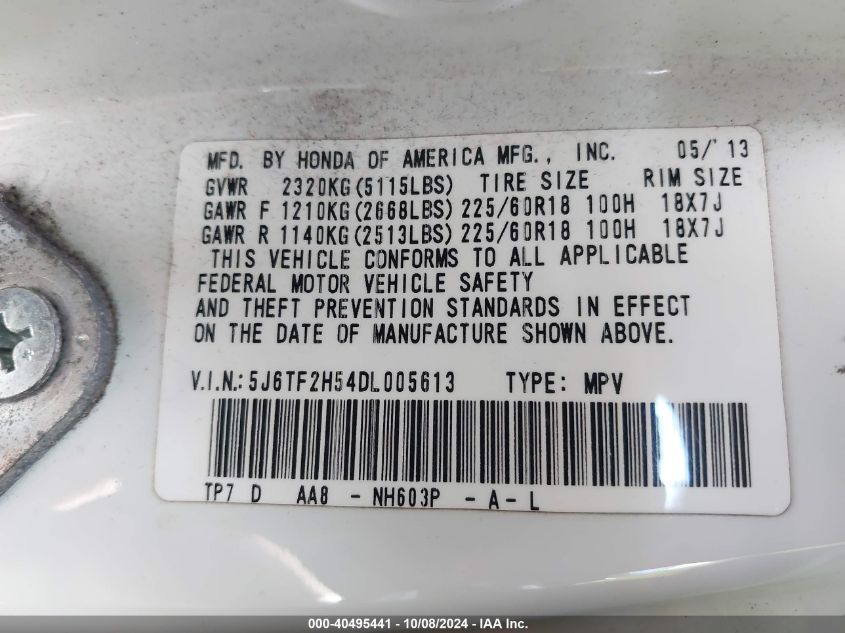 MFD. BY HONDA OF AMERICA MFG., INC. 05/'13
GVWR 2320KG(5115LBS) TIRE SIZE RIM SIZE
GAWR F 1210KG(2668LBS) 225/60R18 100H 18X7J
GAWR R 1140KG(2513LBS) 225/60R18 100H 18X7J
THIS VEHICLE CONFORMS TO ALL APPLICABLE
FEDERAL MOTOR VEHICLE SAFETY
AND THEFT PREVENTION STANDARDS IN EFFECT
ON THE DATE OF MANUFACTURE SHOWN ABOVE.
V.I.N.: 5J6TF2H54DL005613 TYPE: MPV
TP7 D AA8 - NH603P - A - L
000-40495441 - 10/08/2024 - IAA Inc.